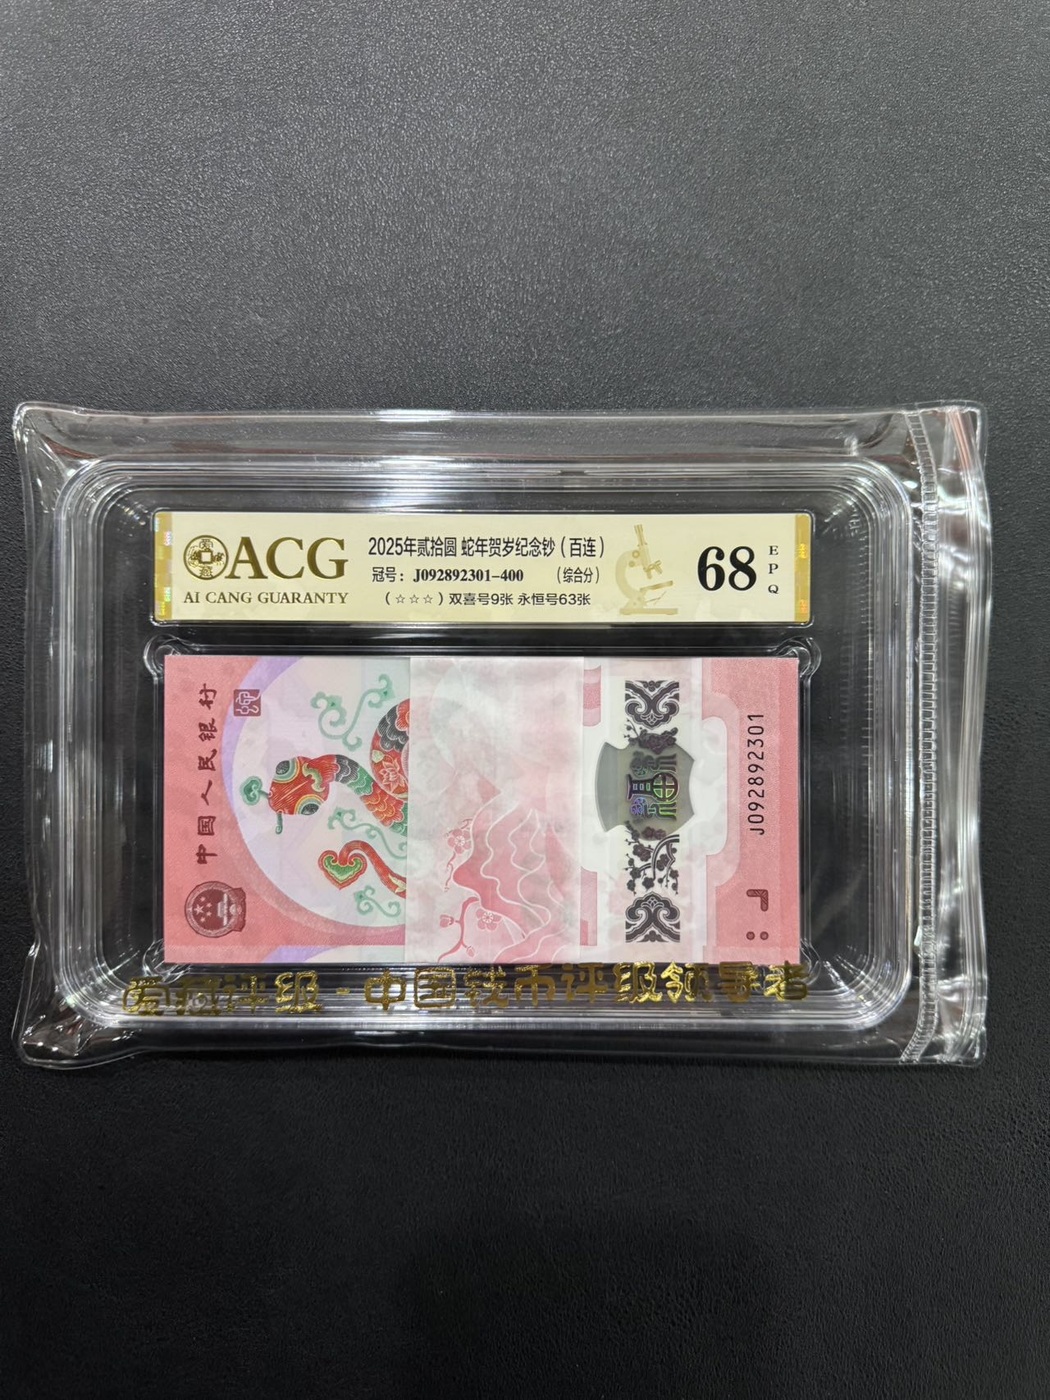 ACG
AI CANG GUARANTY
2025年贰拾圆 蛇年贺岁纪念钞（百连）
冠号：J092892301-400 （综合分）
（☆☆☆）双喜号9张 永恒号63张
68
EPQ
中国人民银行
J092892301
爱藏评级·中国钱币评级领导者